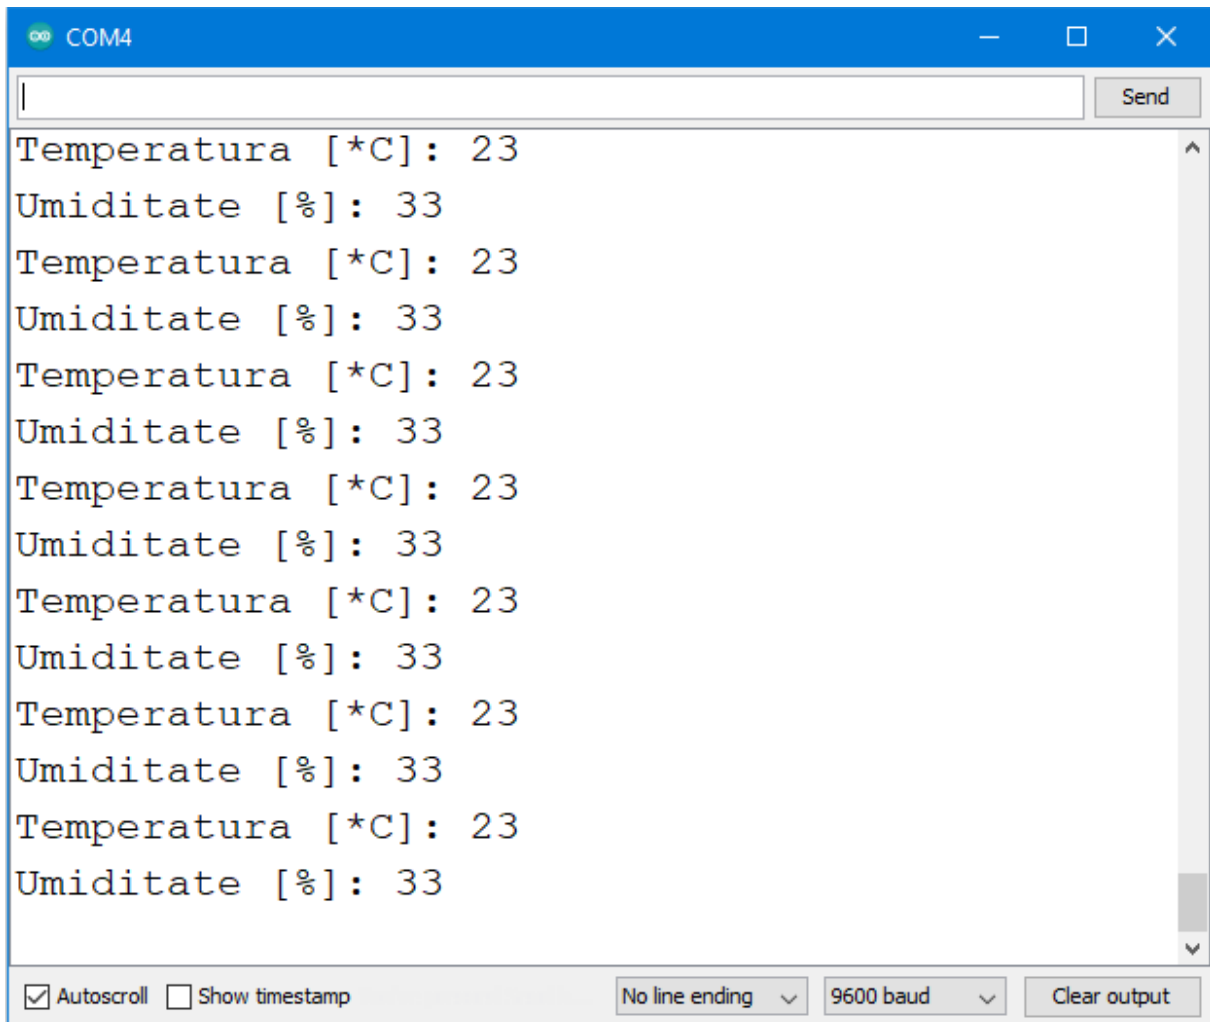 COM4
Send
Temperatura [*C]: 23
Umiditate [%]: 33
Temperatura [*C]: 23
Umiditate [%]: 33
Temperatura [*C]: 23
Umiditate [%]: 33
Temperatura [*C]: 23
Umiditate [%]: 33
Temperatura [*C]: 23
Umiditate [%]: 33
Temperatura [*C]: 23
Umiditate [%]: 33
Temperatura [*C]: 23
Umiditate [%]: 33
Autoscroll Show timestamp No line ending 9600 baud Clear output